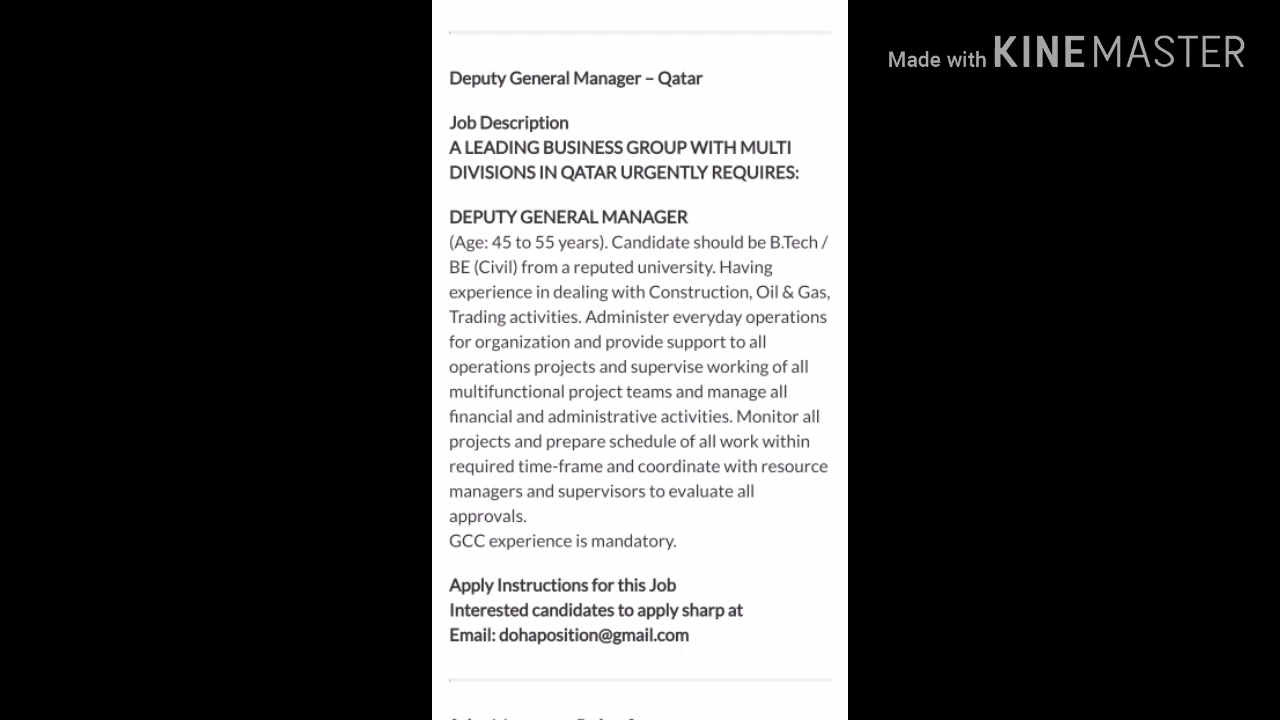 Made with KINEMASTER
Deputy General Manager – Qatar
Job Description
A LEADING BUSINESS GROUP WITH MULTI
DIVISIONS IN QATAR URGENTLY REQUIRES:
DEPUTY GENERAL MANAGER
(Age: 45 to 55 years). Candidate should be B.Tech /
BE (Civil) from a reputed university. Having
experience in dealing with Construction, Oil & Gas,
Trading activities. Administer everyday operations
for organization and provide support to all
operations projects and supervise working of all
multifunctional project teams and manage all
financial and administrative activities. Monitor all
projects and prepare schedule of all work within
required time-frame and coordinate with resource
managers and supervisors to evaluate all
approvals.
GCC experience is mandatory.
Apply Instructions for this Job
Interested candidates to apply sharp at
Email: dohaposition@gmail.com